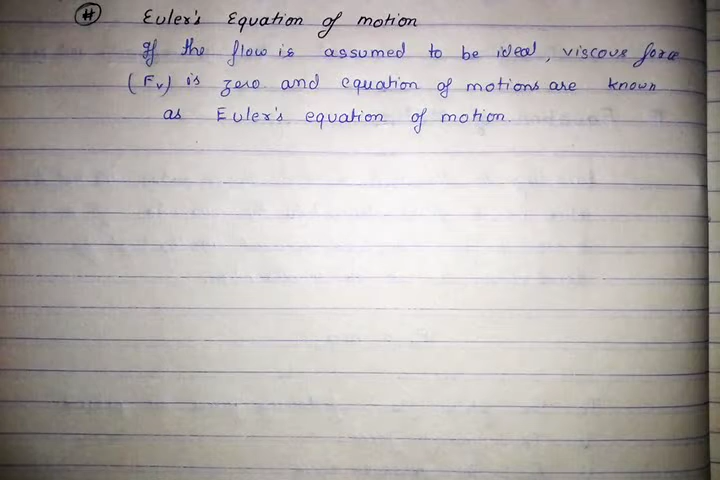 # Euler's Equation of motion
If the flow is assumed to be ideal, viscous force
(Fv) is zero and equation of motions are known
as Euler's equation of motion.